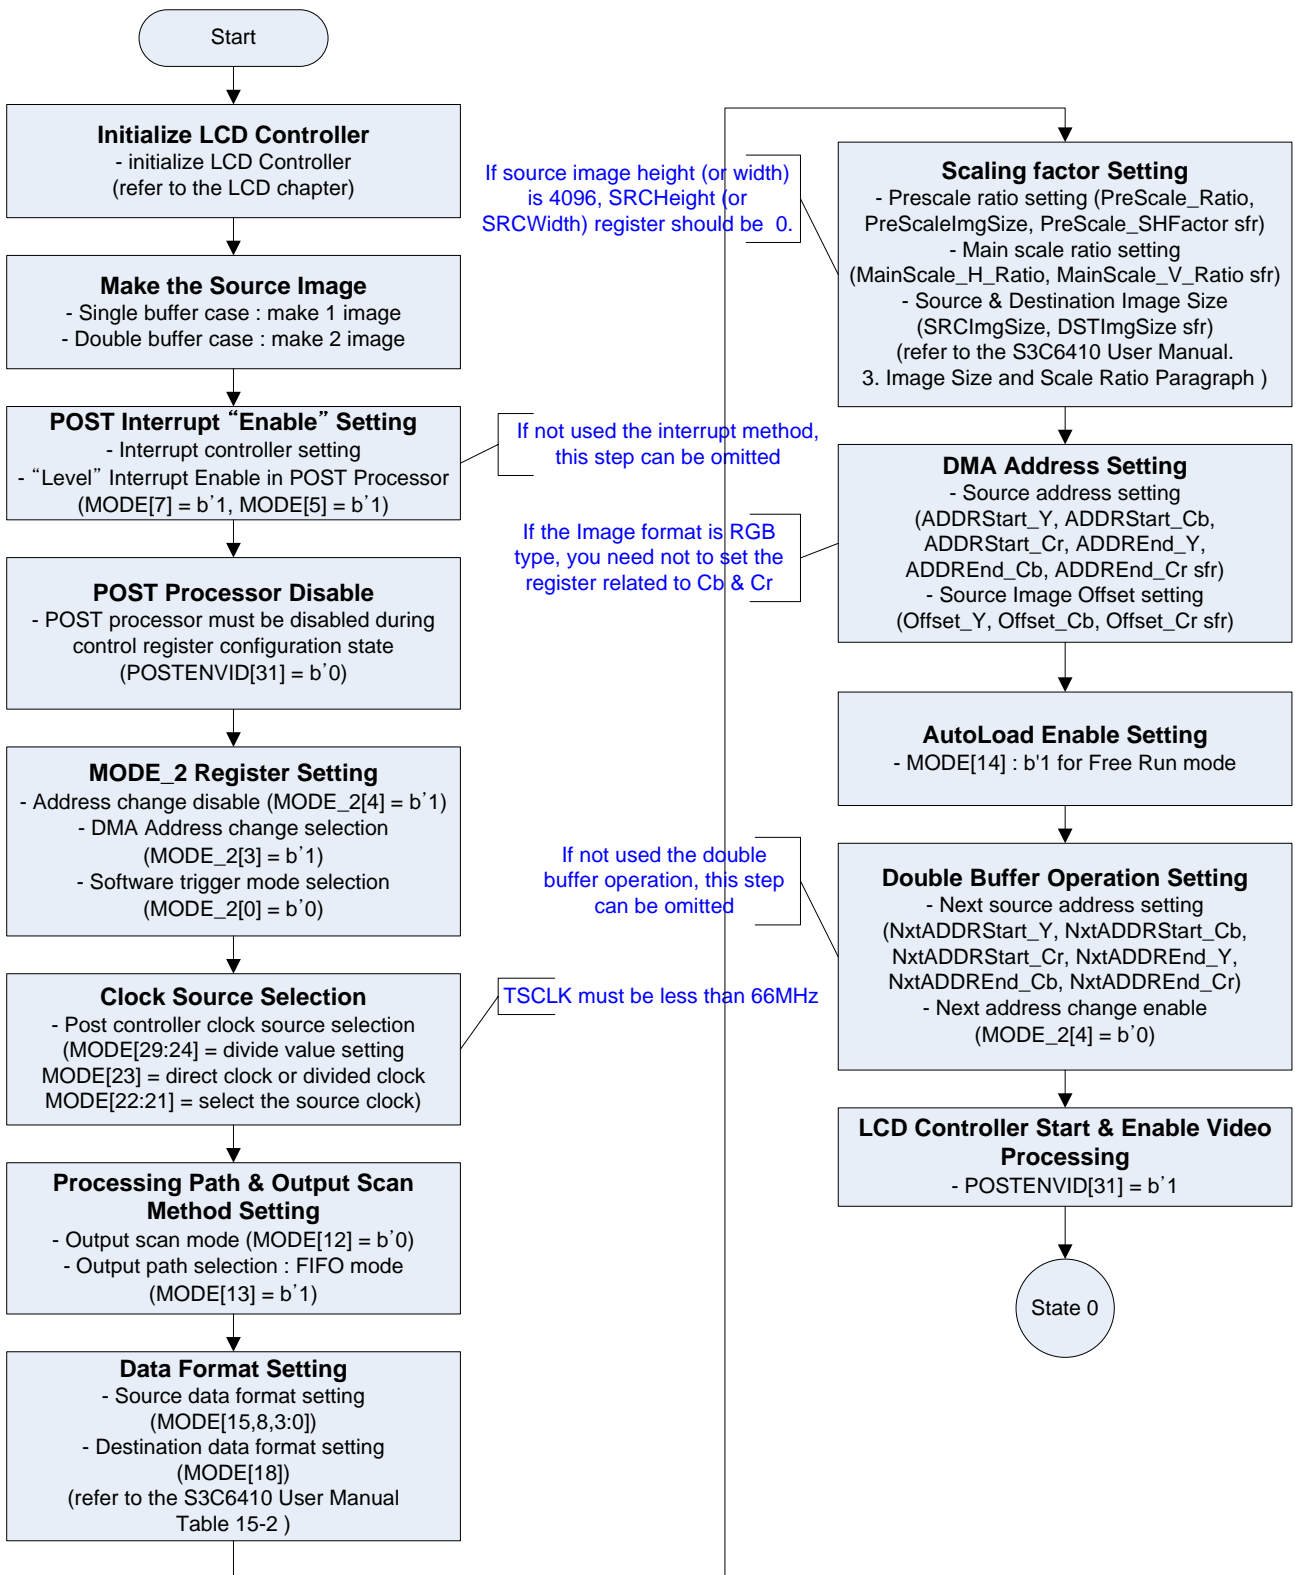 Start
Initialize LCD Controller
- initialize LCD Controller
(refer to the LCD chapter)
Make the Source Image
- Single buffer case : make 1 image
- Double buffer case : make 2 image
POST Interrupt “Enable” Setting
- Interrupt controller setting
- “Level” Interrupt Enable in POST Processor
(MODE[7] = b’1, MODE[5] = b’1)
If not used the interrupt method,
this step can be omitted
POST Processor Disable
- POST processor must be disabled during
control register configuration state
(POSTENVID[31] = b’0)
MODE_2 Register Setting
- Address change disable (MODE_2[4] = b’1)
- DMA Address change selection
(MODE_2[3] = b’1)
- Software trigger mode selection
(MODE_2[0] = b’0)
Clock Source Selection
- Post controller clock source selection
(MODE[29:24] = divide value setting
MODE[23] = direct clock or divided clock
MODE[22:21] = select the source clock)
TSCLK must be less than 66MHz
Processing Path & Output Scan
Method Setting
- Output scan mode (MODE[12] = b’0)
- Output path selection : FIFO mode
(MODE[13] = b’1)
Data Format Setting
- Source data format setting
(MODE[15,8,3:0])
- Destination data format setting
(MODE[18])
(refer to the S3C6410 User Manual
Table 15-2 )
If source image height (or width)
is 4096, SRCHeight (or
SRCWidth) register should be  0.
Scaling factor Setting
- Prescale ratio setting (PreScale_Ratio,
PreScaleImgSize, PreScale_SHFactor sfr)
- Main scale ratio setting
(MainScale_H_Ratio, MainScale_V_Ratio sfr)
- Source & Destination Image Size
(SRCImgSize, DSTImgSize sfr)
(refer to the S3C6410 User Manual.
3. Image Size and Scale Ratio Paragraph )
If the Image format is RGB
type, you need not to set the
register related to Cb & Cr
DMA Address Setting
- Source address setting
(ADDRStart_Y, ADDRStart_Cb,
ADDRStart_Cr, ADDREnd_Y,
ADDREnd_Cb, ADDREnd_Cr sfr)
- Source Image Offset setting
(Offset_Y, Offset_Cb, Offset_Cr sfr)
AutoLoad Enable Setting
- MODE[14] : b'1 for Free Run mode
If not used the double
buffer operation, this step
can be omitted
Double Buffer Operation Setting
- Next source address setting
(NxtADDRStart_Y, NxtADDRStart_Cb,
NxtADDRStart_Cr, NxtADDREnd_Y,
NxtADDREnd_Cb, NxtADDREnd_Cr)
- Next address change enable
(MODE_2[4] = b’0)
LCD Controller Start & Enable Video
Processing
- POSTENVID[31] = b’1
State 0